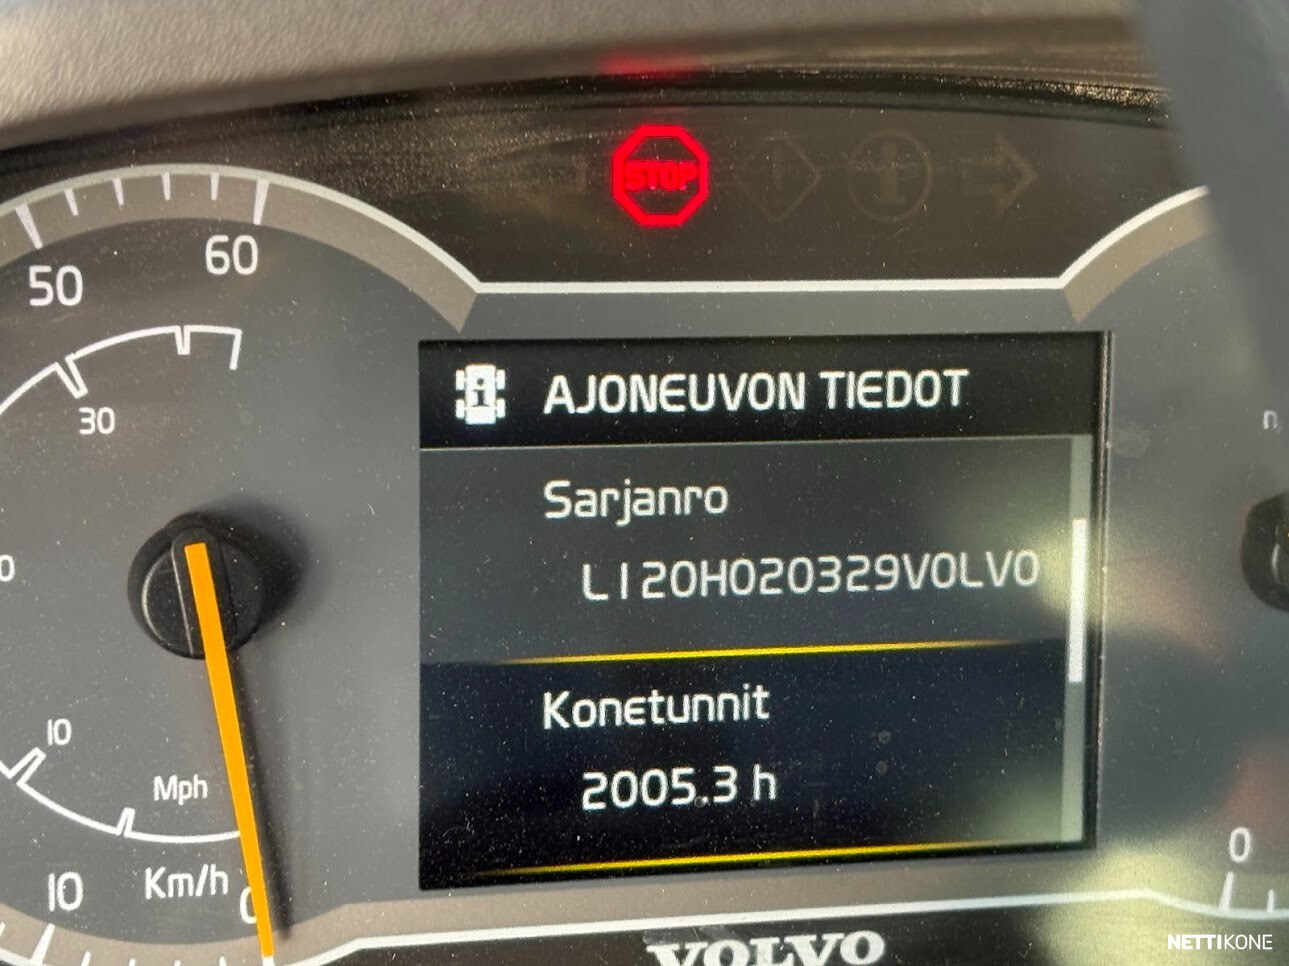 STOP
50
60
30
AJONEUVON TIEDOT
Sarjanro
L120H020329VOLVO
Konetunnit
2005.3 h
10
Mph
Km/h
10
0
0
VOLVO
NETTIKONE